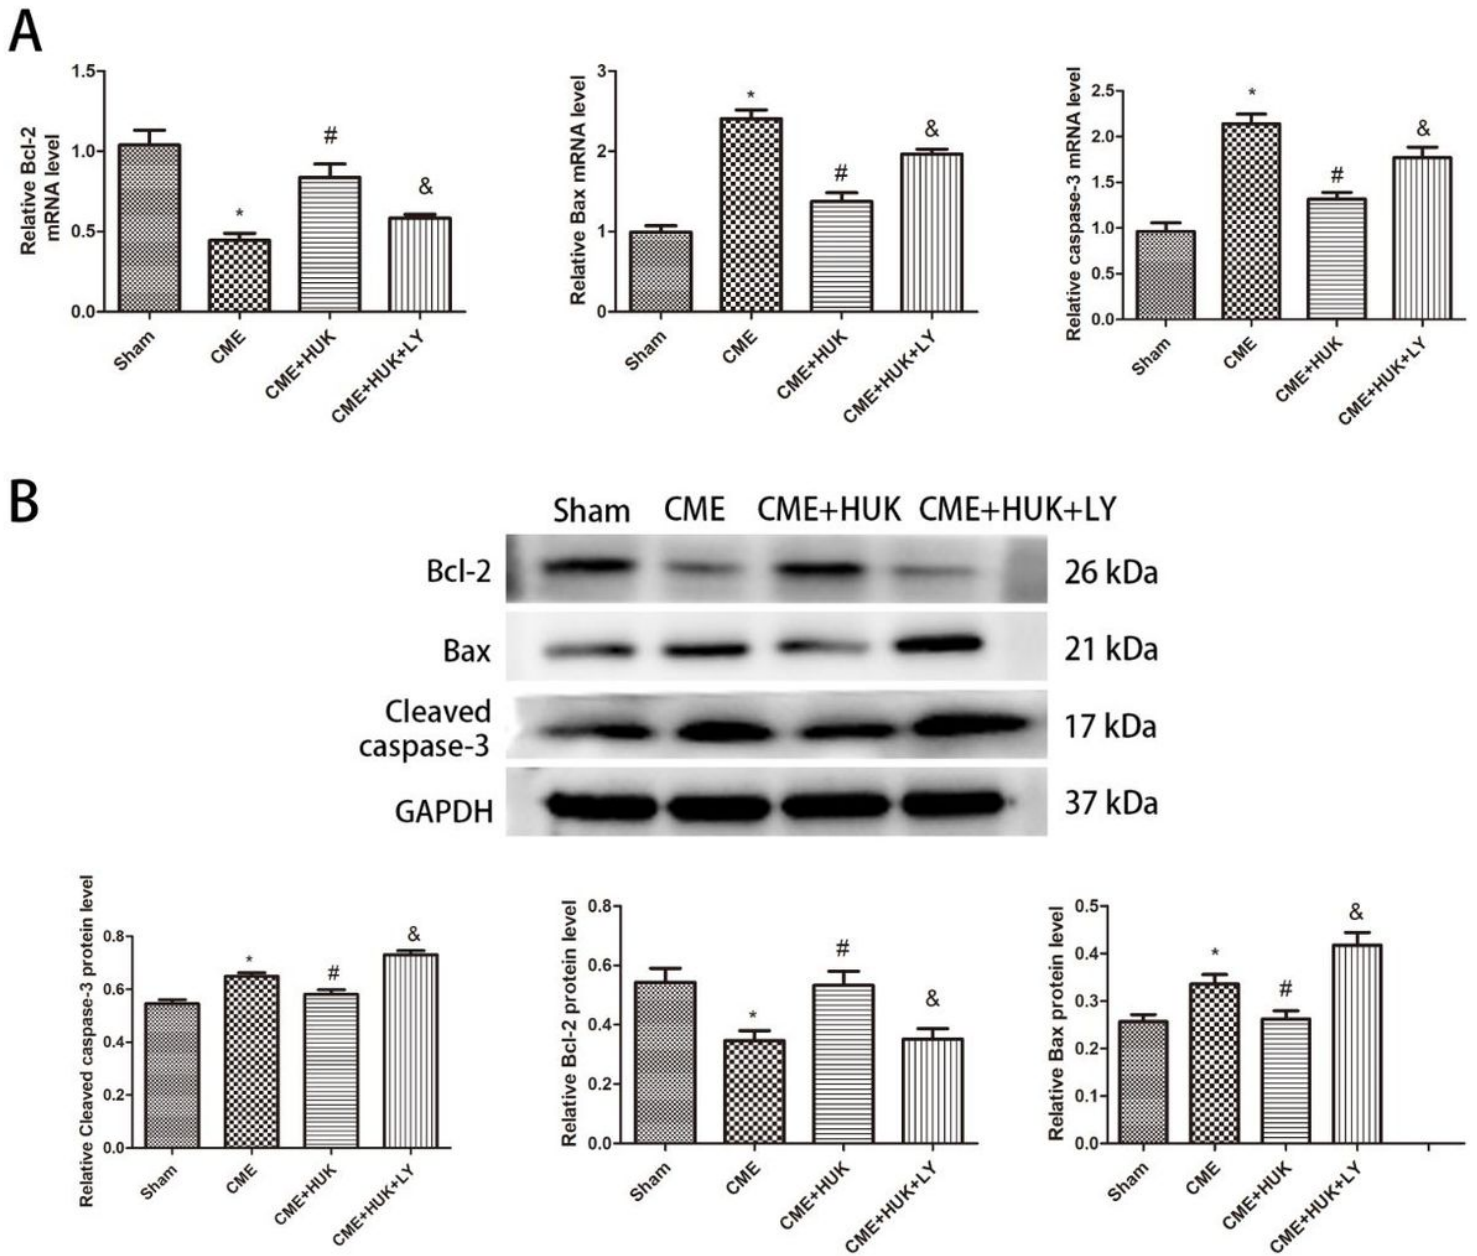 A
Relative Bcl-2
mRNA level
1.5
1.0
0.5
0.0
*
#
&
Sham
CME
CME+HUK
CME+HUK+LY
Relative Bax mRNA level
3
2
1
0
*
#
&
Sham
CME
CME+HUK
CME+HUK+LY
Relative caspase-3 mRNA level
2.5
2.0
1.5
1.0
0.5
0.0
*
#
&
Sham
CME
CME+HUK
CME+HUK+LY
B
Sham CME CME+HUK CME+HUK+LY
Bcl-2 26 kDa
Bax 21 kDa
Cleaved
caspase-3 17 kDa
GAPDH 37 kDa
Relative Cleaved caspase-3 protein level
0.8
0.6
0.4
0.2
0.0
*
#
&
Sham
CME
CME+HUK
CME+HUK+LY
Relative Bcl-2 protein level
0.8
0.6
0.4
0.2
0.0
*
#
&
Sham
CME
CME+HUK
CME+HUK+LY
Relative Bax protein level
0.5
0.4
0.3
0.2
0.1
0.0
*
#
&
Sham
CME
CME+HUK
CME+HUK+LY